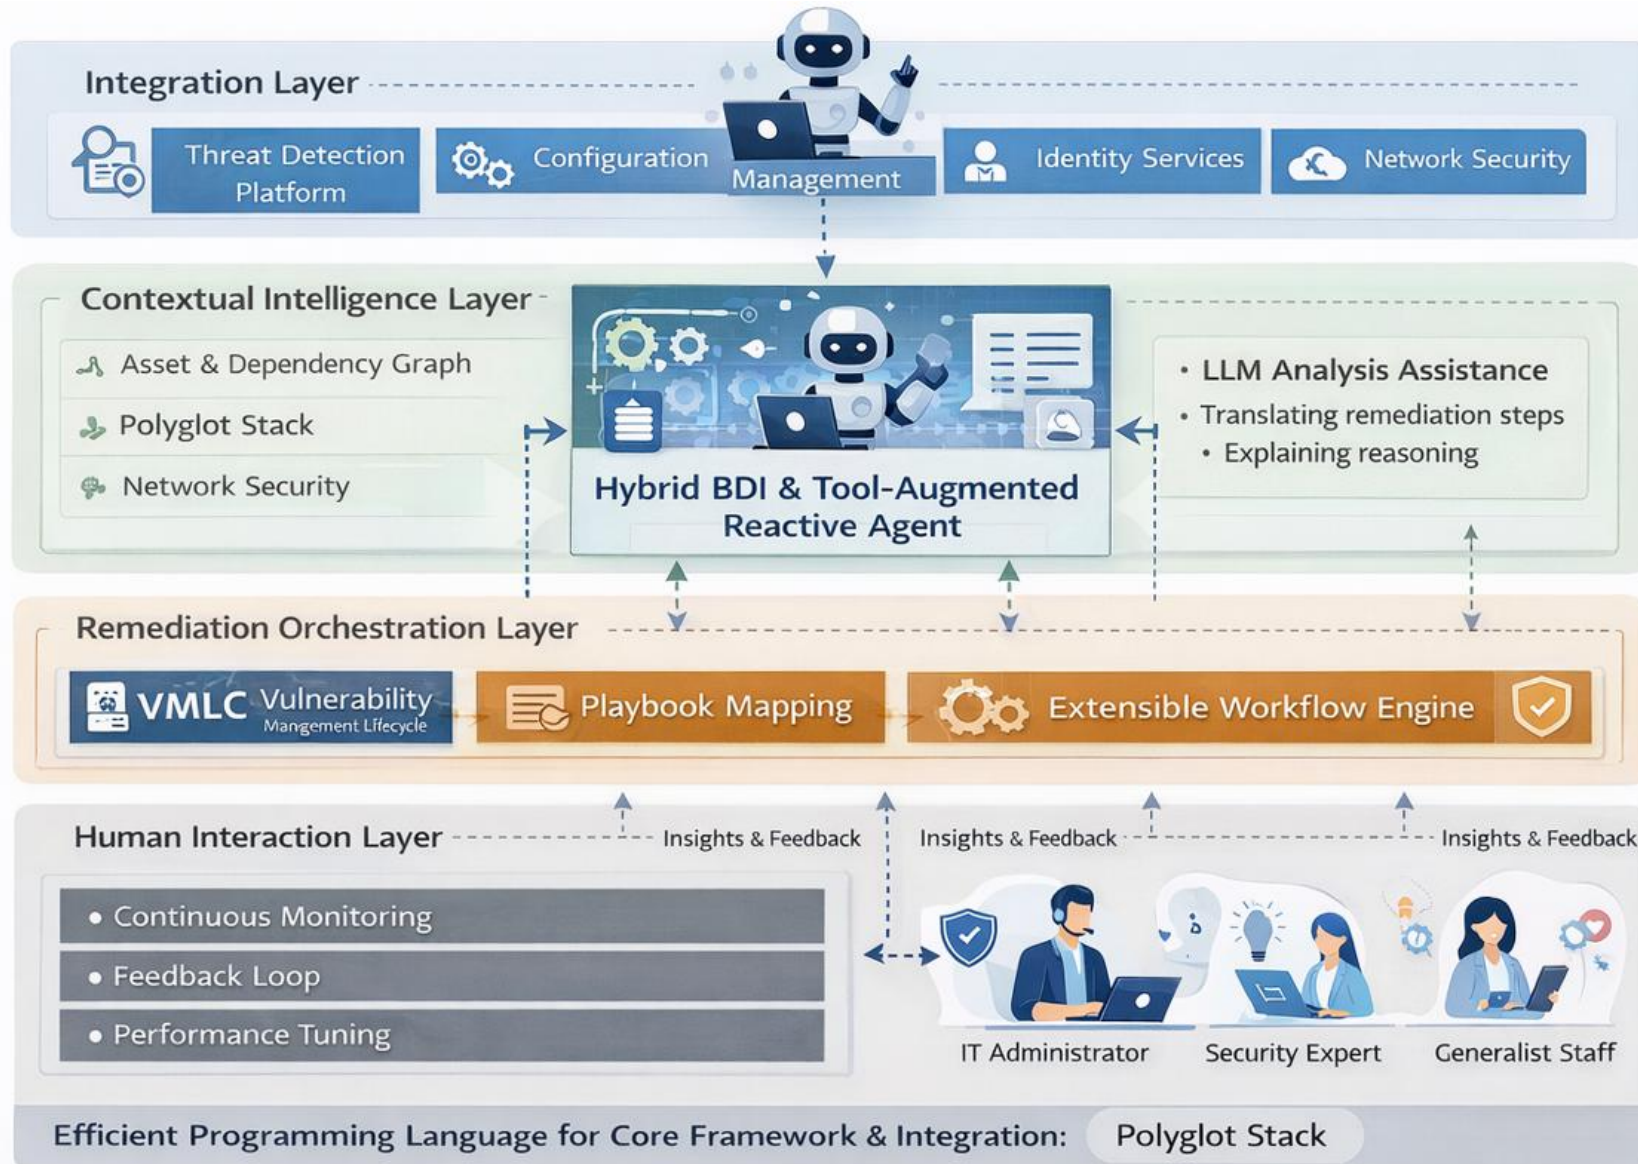 Integration Layer
Threat Detection
Platform
Configuration
Management
Identity Services
Network Security
Contextual Intelligence Layer
Asset & Dependency Graph
Polyglot Stack
Network Security
Hybrid BDI & Tool-Augmented
Reactive Agent
• LLM Analysis Assistance
• Translating remediation steps
• Explaining reasoning
Remediation Orchestration Layer
VMLC Vulnerability
Mangement Lifecycle
Playbook Mapping
Extensible Workflow Engine
Human Interaction Layer
Insights & Feedback
Insights & Feedback
Insights & Feedback
• Continuous Monitoring
• Feedback Loop
• Performance Tuning
IT Administrator
Security Expert
Generalist Staff
Efficient Programming Language for Core Framework & Integration: Polyglot Stack